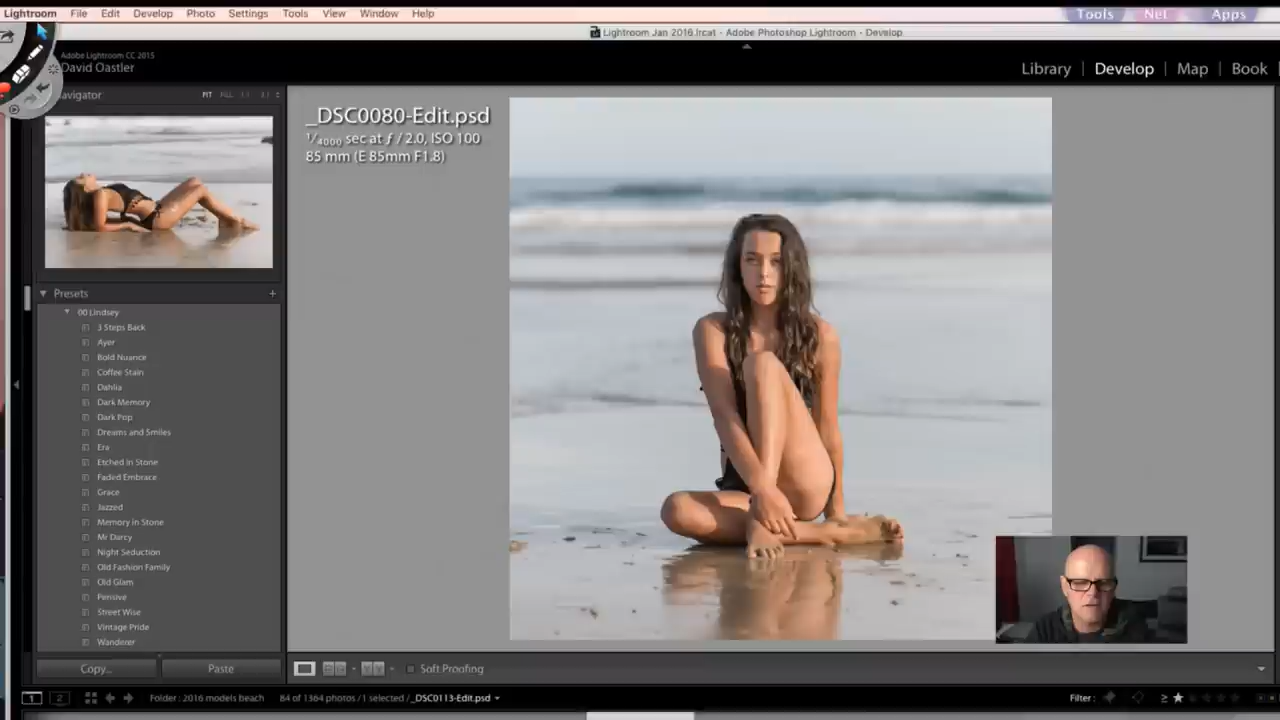 Lightroom File Edit Develop Photo Settings Tools View Window Help
Tools Net Apps
Lightroom Jan 2016.lrcat - Adobe Photoshop Lightroom - Develop
Adobe Lightroom CC 2015
David Oastler
Library | Develop | Map | Book
avigator FIT FILL
_DSC0080-Edit.psd
1/4000 sec at ƒ / 2.0, ISO 100
85 mm (E 85mm F1.8)
Presets +
00 Lindsey
3 Steps Back
Ayer
Bold Nuance
Coffee Stain
Dahlia
Dark Memory
Dark Pop
Dreams and Smiles
Era
Etched in Stone
Faded Embrace
Grace
Jazzed
Memory in Stone
Mr Darcy
Night Seduction
Old Fashion Family
Old Glam
Pensive
Street Wise
Vintage Pride
Wanderer
Copy... Paste
Soft Proofing
1 2 Folder : 2016 models beach 84 of 1364 photos / 1 selected / _DSC0113-Edit.psd
Filter : ≥